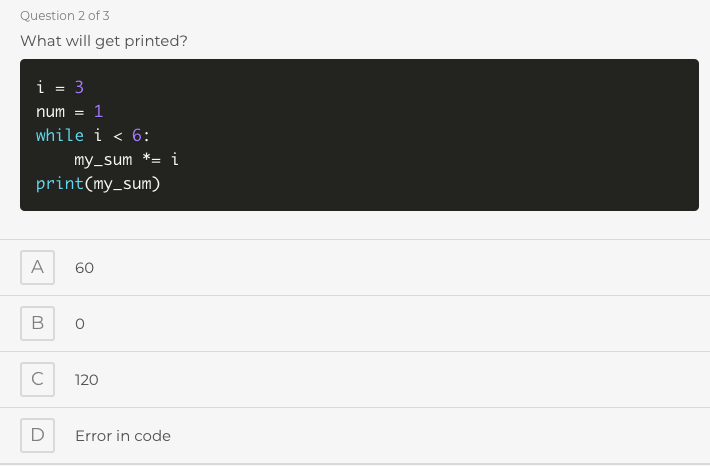 Question 2 of 3
What will get printed?
i = 3
num = 1
while i < 6:
    my_sum *= i
print(my_sum)
A 60
B 0
C 120
D Error in code